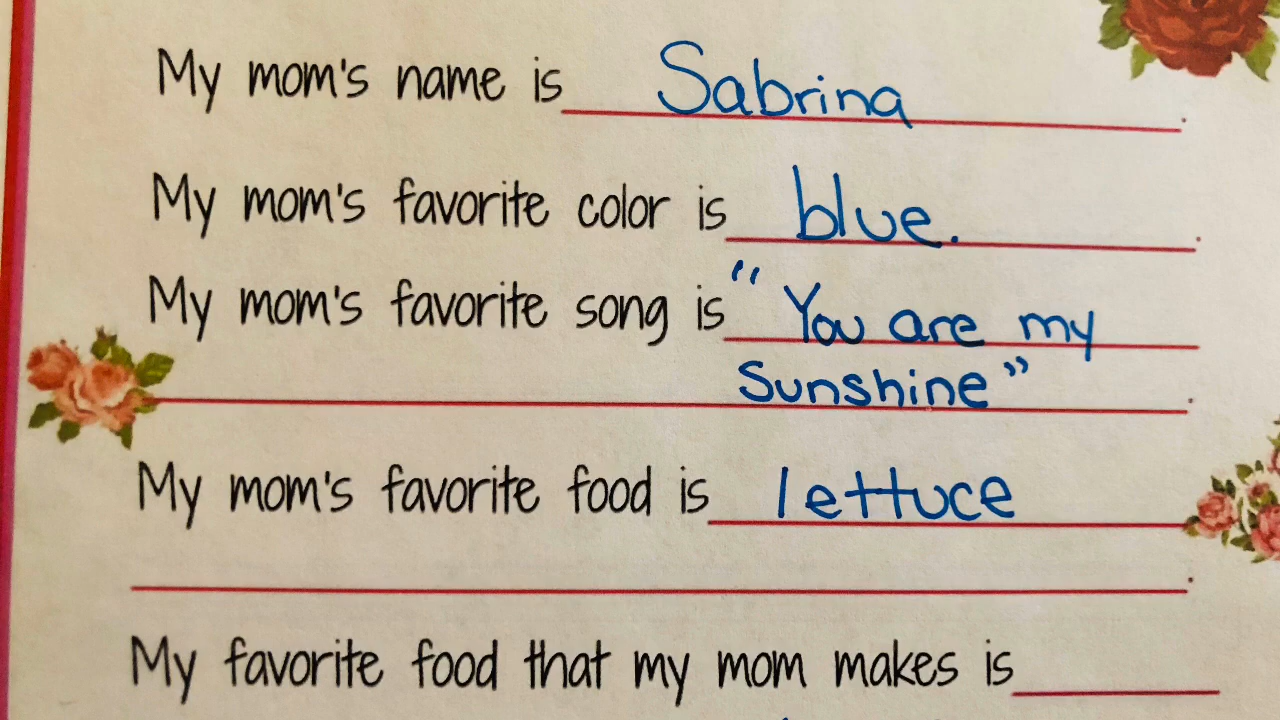 My mom's name is Sabrina.
My mom's favorite color is blue..
My mom's favorite song is "You are my
Sunshine".
My mom's favorite food is lettuce
.
My favorite food that my mom makes is